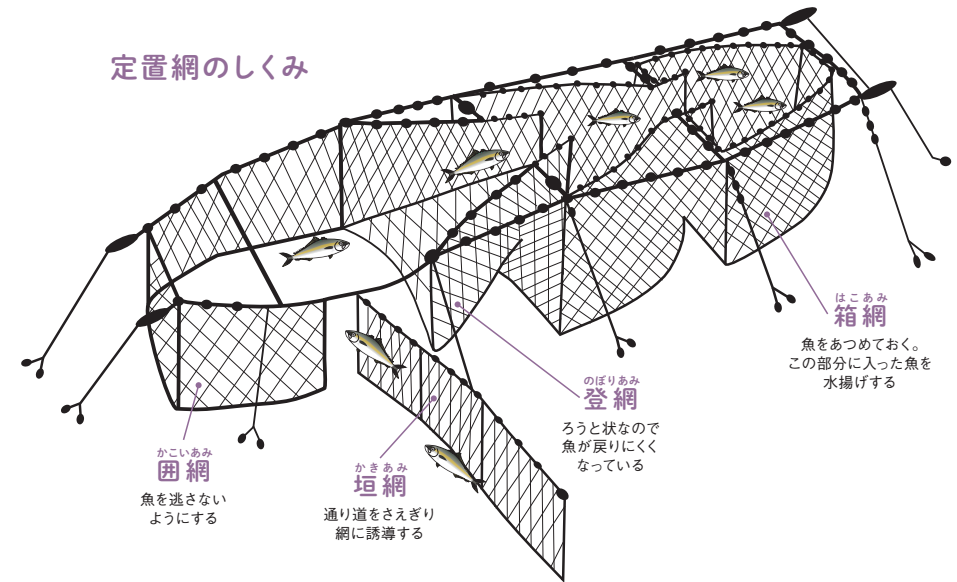 定置網のしくみ
はこあみ
箱網
魚をあつめておく。
この部分に入った魚を
水揚げする
のぼりあみ
登網
ろうと状なので
魚が戻りにくく
なっている
かこいあみ
囲網
魚を逃さない
ようにする
かきあみ
垣網
通り道をさえぎり
網に誘導する